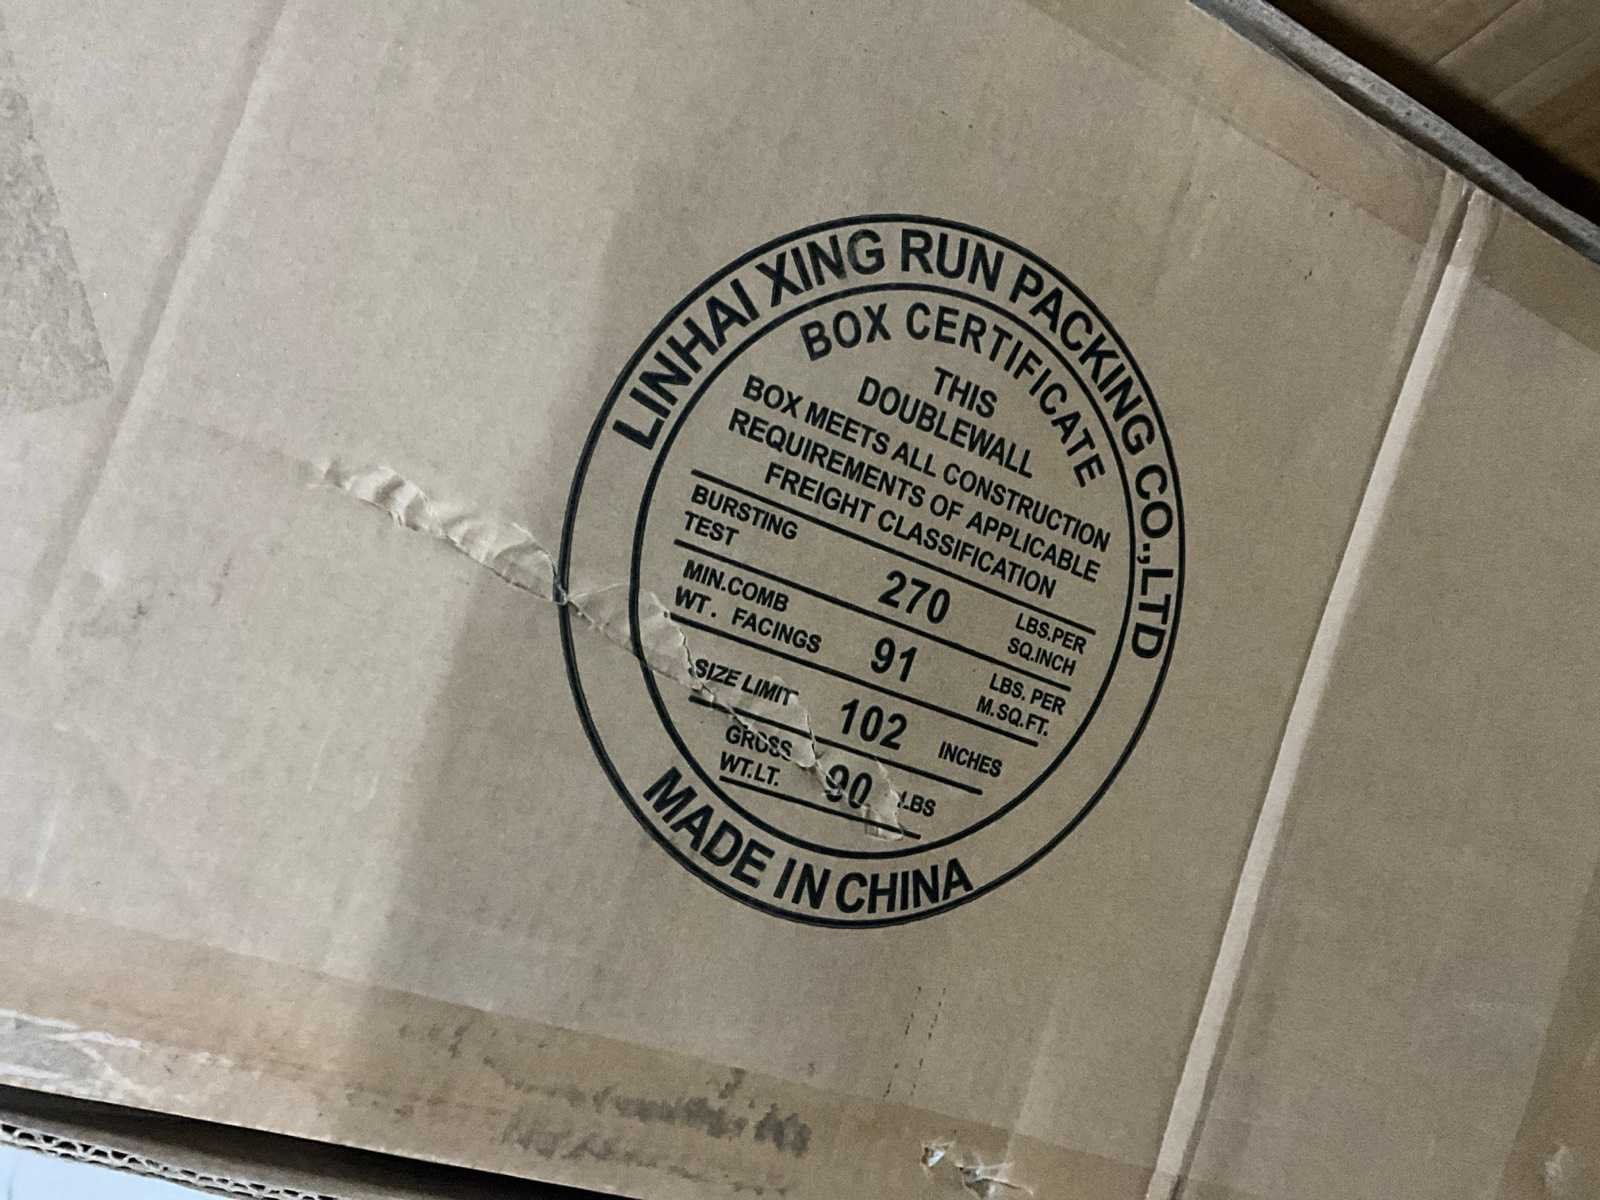 LINHAI XING RUN PACKING CO.,LTD
BOX CERTIFICATE
THIS
DOUBLEWALL
BOX MEETS ALL CONSTRUCTION
REQUIREMENTS OF APPLICABLE
FREIGHT CLASSIFICATION
BURSTING
TEST
270
LBS.PER
SQ.INCH
MIN.COMB
WT. FACINGS
91
LBS. PER
M.SQ.FT.
SIZE LIMIT
102
INCHES
GROSS
WT.LT.
90
LBS
MADE IN CHINA